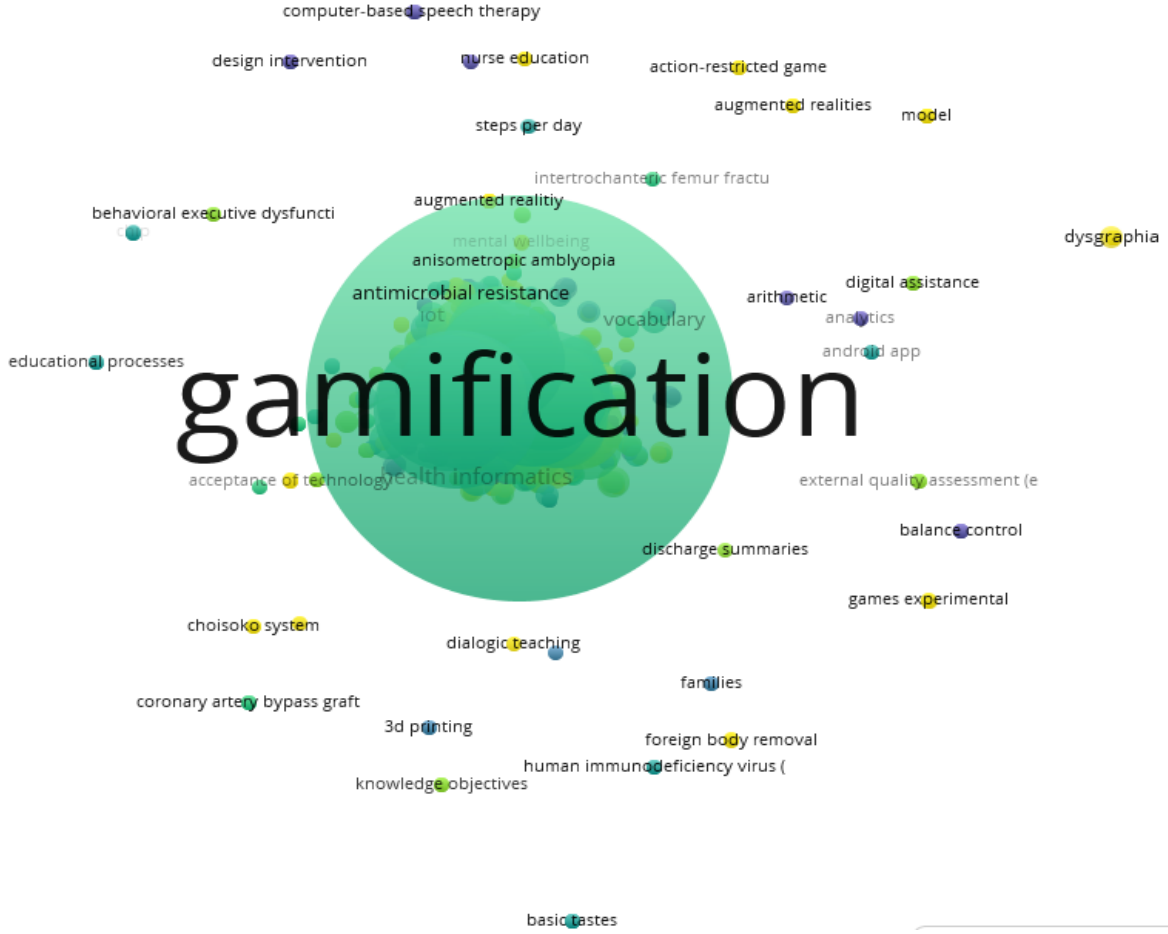 computer-based speech therapy
design intervention
nurse education
action-restricted game
augmented realities
model
steps per day
intertrochanteric femur fractu
augmented realitiy
behavioral executive dysfuncti
dysgraphia
mental wellbeing
anisometropic amblyopia
digital assistance
antimicrobial resistance
arithmetic
iot
vocabulary
analytics
android app
educational processes
gamification
health informatics
acceptance of technology
external quality assessment (e
balance control
discharge summaries
games experimental
choisoko system
dialogic teaching
families
coronary artery bypass graft
3d printing
foreign body removal
human immunodeficiency virus (
knowledge objectives
basic tastes